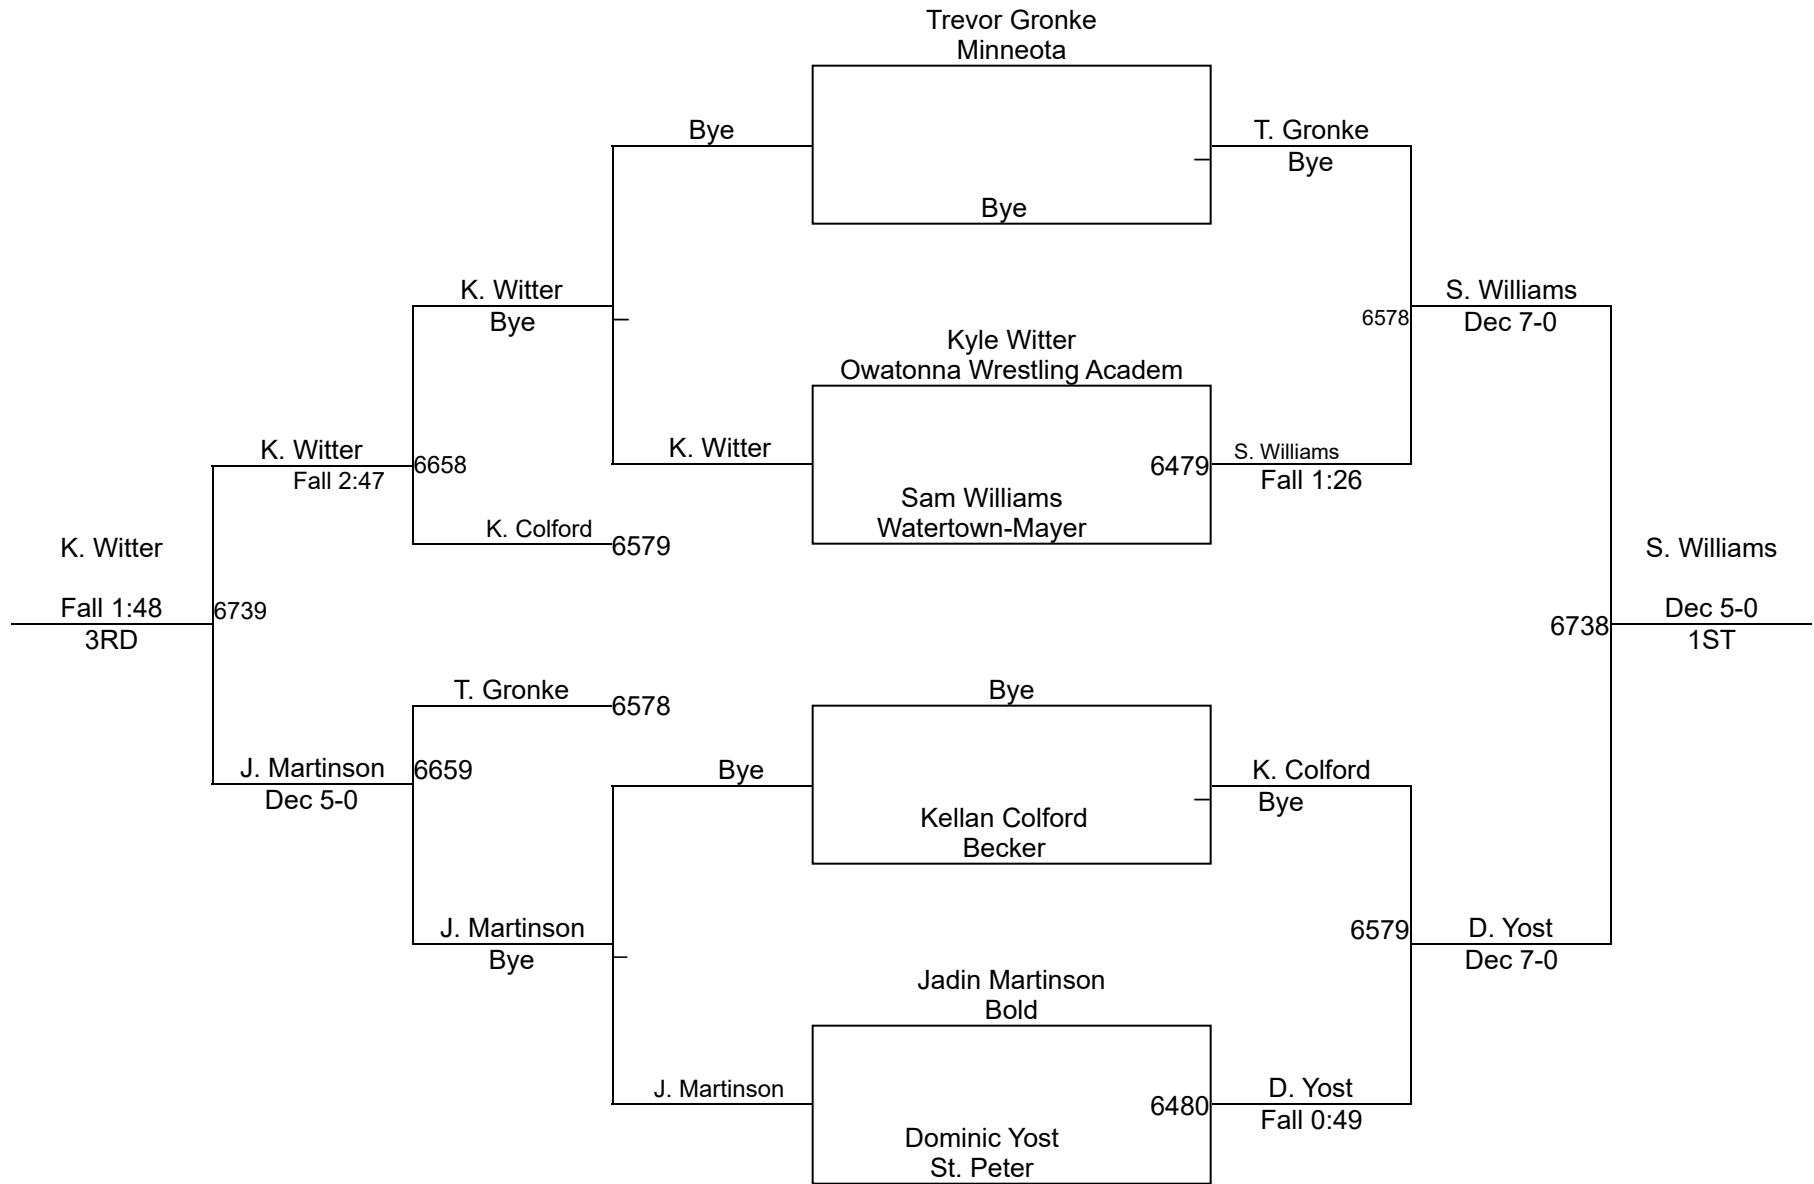 Trevor Gronke
Minneota
Bye
T. Gronke
Bye
Bye
K. Witter
Bye
S. Williams
6578
Dec 7-0
Kyle Witter
Owatonna Wrestling Academ
K. Witter
Fall 2:47
6658
K. Witter
6479
S. Williams
Fall 1:26
Sam Williams
Watertown-Mayer
K. Colford
6579
K. Witter
Fall 1:48
3RD
6739
S. Williams
Dec 5-0
1ST
6738
T. Gronke
6578
Bye
J. Martinson
Dec 5-0
6659
Bye
K. Colford
Bye
Kellan Colford
Becker
J. Martinson
Bye
6579
D. Yost
Dec 7-0
Jadin Martinson
Bold
J. Martinson
6480
D. Yost
Fall 0:49
Dominic Yost
St. Peter